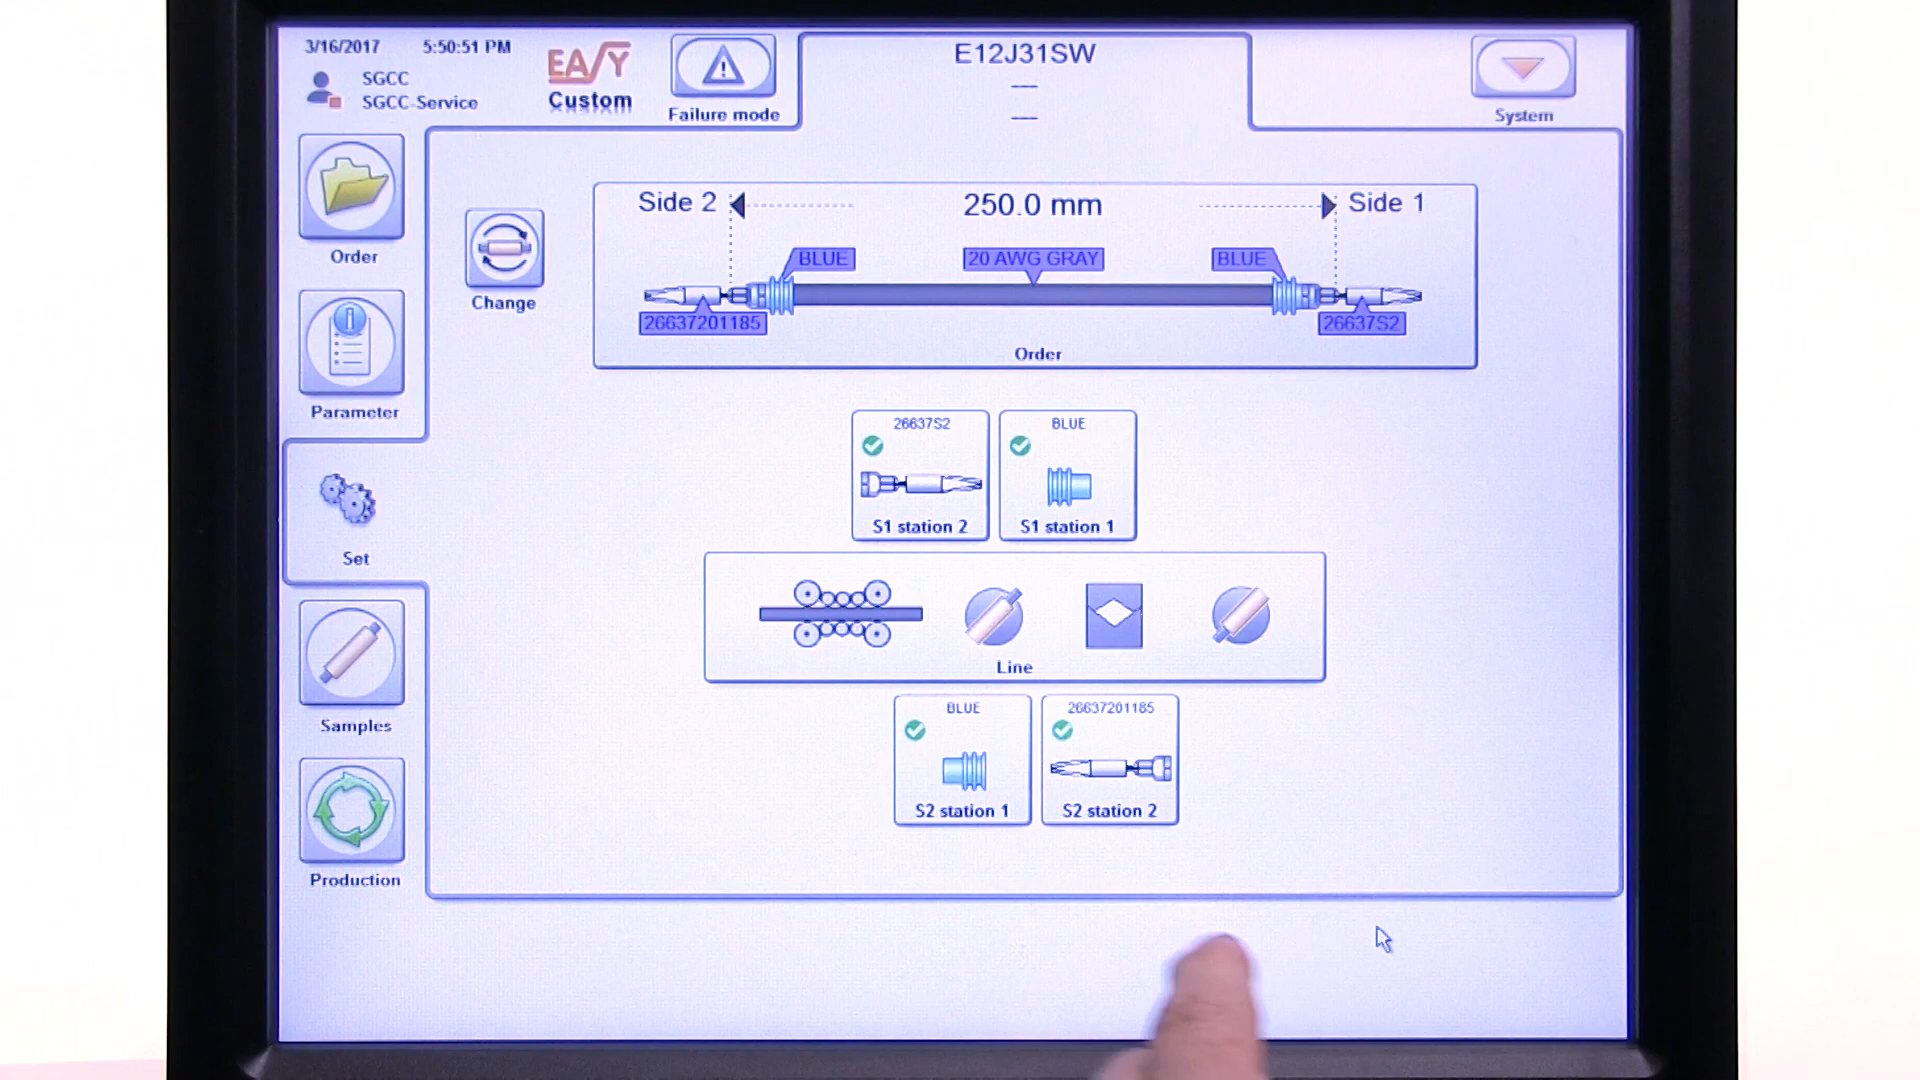 3/16/2017 5:50:51 PM
SGCC
SGCC-Service
EASY
Custom
Failure mode
E12J31SW
---
---
System
Order
Parameter
Set
Samples
Production
Change
Side 2 250.0 mm Side 1
BLUE 20 AWG GRAY BLUE
26637201185 26637S2
Order
26637S2 BLUE
S1 station 2 S1 station 1
Line
BLUE 26637201185
S2 station 1 S2 station 2